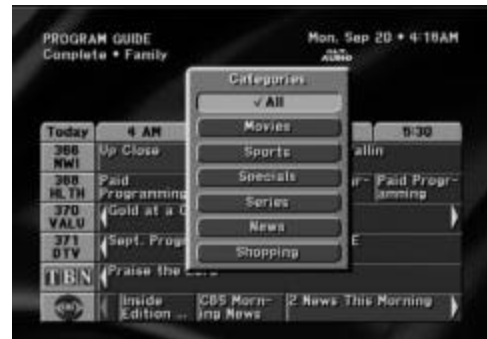 PROGRAM GUIDE
Mon. Sep 20 • 4:18AM
Complete • Family
ALT.
AUDIO
Categories
√ All
Movies
Sports
Specials
Series
News
Shopping
Today
4 AM
5:30
366
NWI
Up Close
368
HLTH
Paid
Programming
Paid Progr-
amming
370
VALU
Gold at a
371
DTV
Sept. Prog
TBN
Praise the Lord
Inside
Edition ..
CBS Morn-
ing News
2 News This Morning